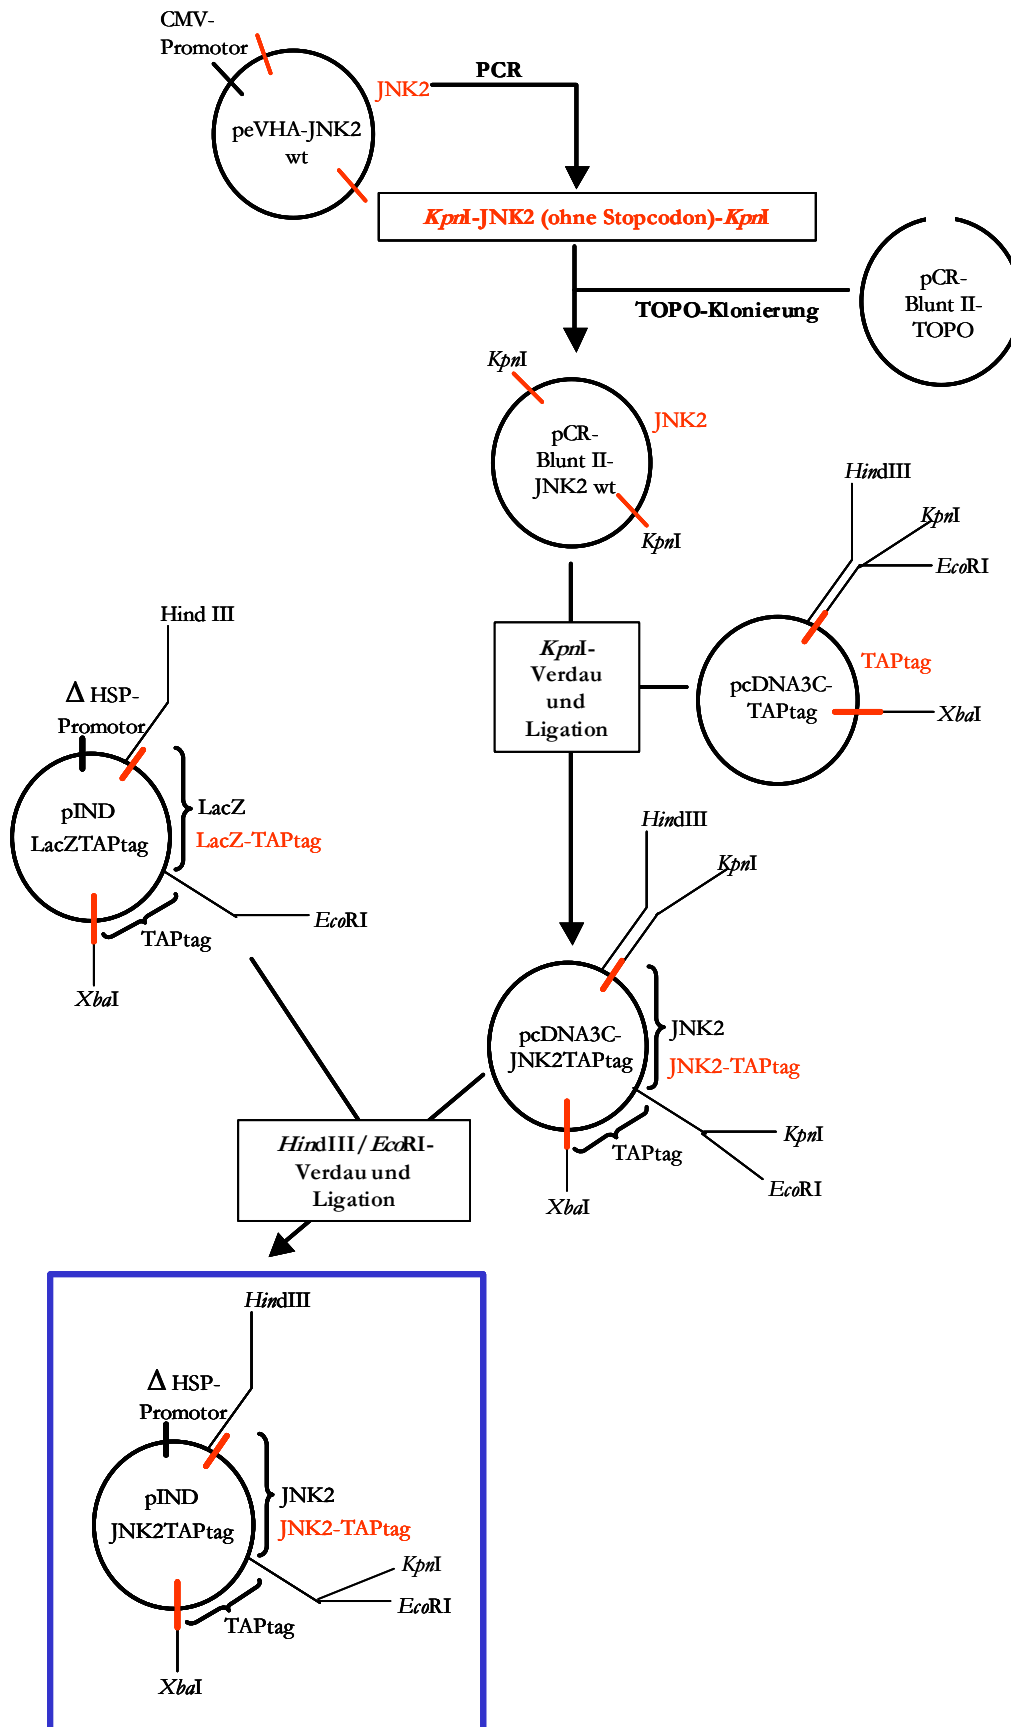 CMV-
Promotor
JNK2
PCR
peVHA-JNK2
wt
KpnI-JNK2 (ohne Stopcodon)-KpnI
pCR-
Blunt II-
TOPO
TOPO-Klonierung
KpnI
JNK2
pCR-
Blunt II-
JNK2 wt
KpnI
HindIII
KpnI
EcoRI
Hind III
KpnI-
Verdau
und
Ligation
TAPtag
pcDNA3C-
TAPtag
XbaI
Δ HSP-
Promotor
pIND
LacZTAPtag
LacZ
LacZ-TAPtag
EcoRI
TAPtag
XbaI
HindIII
KpnI
pcDNA3C-
JNK2TAPtag
JNK2
JNK2-TAPtag
KpnI
EcoRI
TAPtag
XbaI
HindIII/EcoRI-
Verdau und
Ligation
HindIII
Δ HSP-
Promotor
pIND
JNK2TAPtag
JNK2
JNK2-TAPtag
KpnI
EcoRI
TAPtag
XbaI